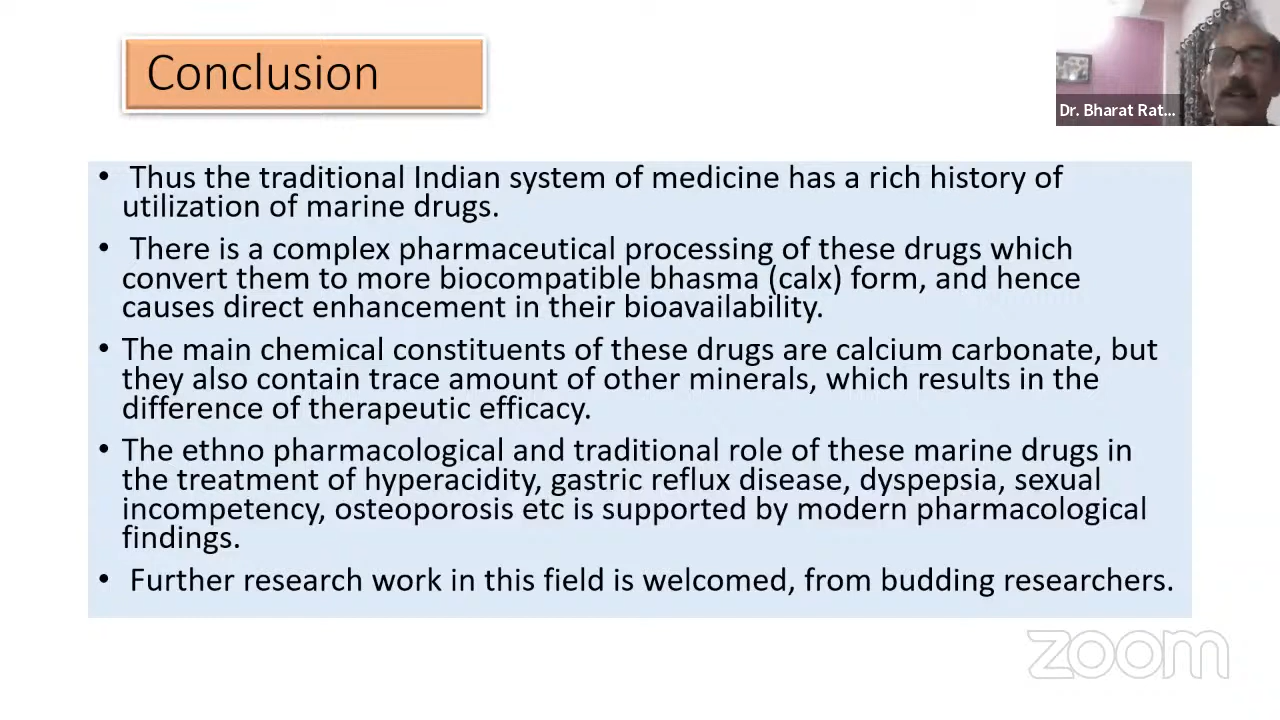 Conclusion
Dr. Bharat Rat...
• Thus the traditional Indian system of medicine has a rich history of
utilization of marine drugs.
• There is a complex pharmaceutical processing of these drugs which
convert them to more biocompatible bhasma (calx) form, and hence
causes direct enhancement in their bioavailability.
• The main chemical constituents of these drugs are calcium carbonate, but
they also contain trace amount of other minerals, which results in the
difference of therapeutic efficacy.
• The ethno pharmacological and traditional role of these marine drugs in
the treatment of hyperacidity, gastric reflux disease, dyspepsia, sexual
incompetency, osteoporosis etc is supported by modern pharmacological
findings.
• Further research work in this field is welcomed, from budding researchers.
zoom